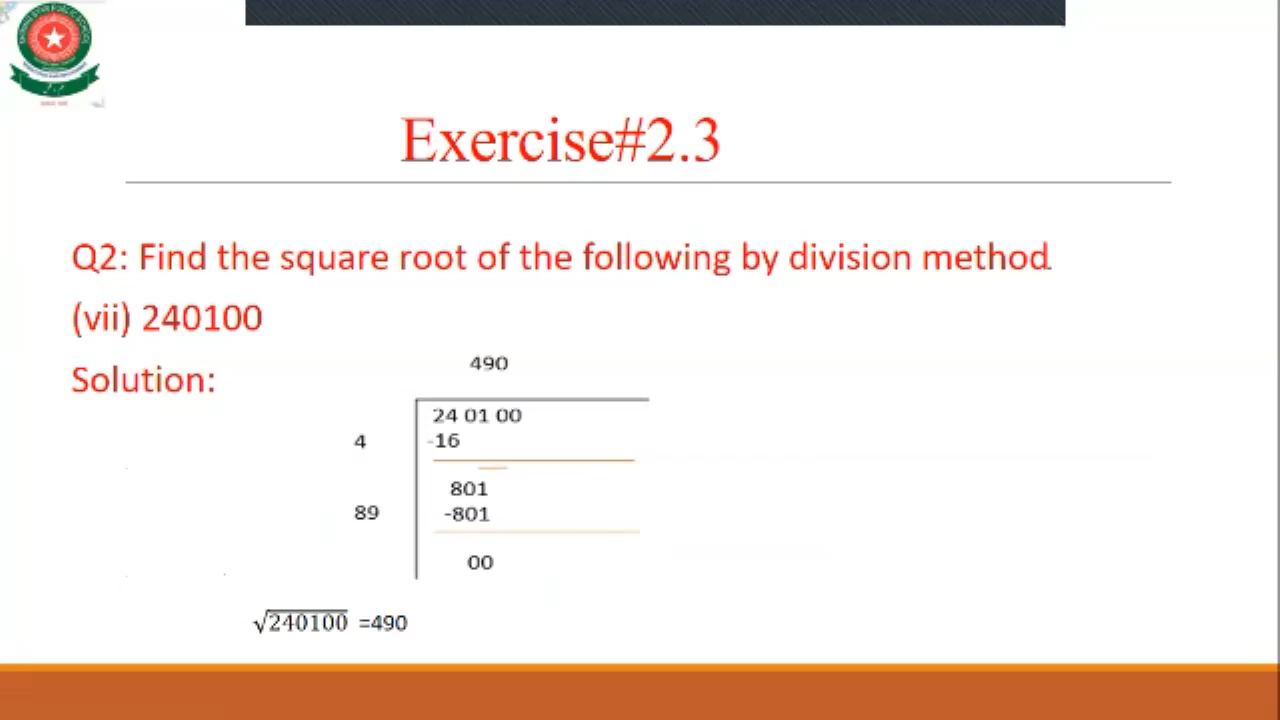 Exercise#2.3
Q2: Find the square root of the following by division method.
(vii) 240100
Solution:
490
24 01 00
4 -16
801
89 -801
00
√240100 =490